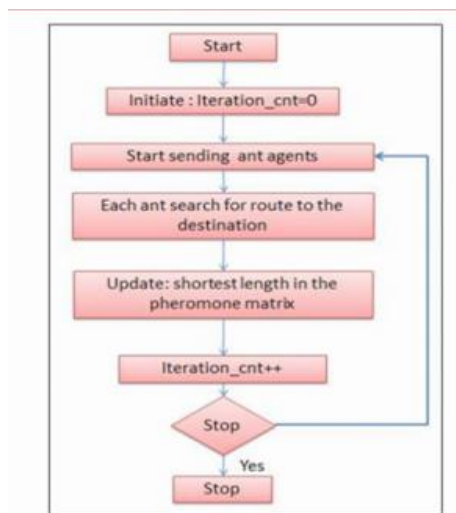 Start
Initiate : Iteration_cnt=0
Start sending ant agents
Each ant search for route to the
destination
Update: shortest length in the
pheromone matrix
Iteration_cnt++
Stop
Yes
Stop